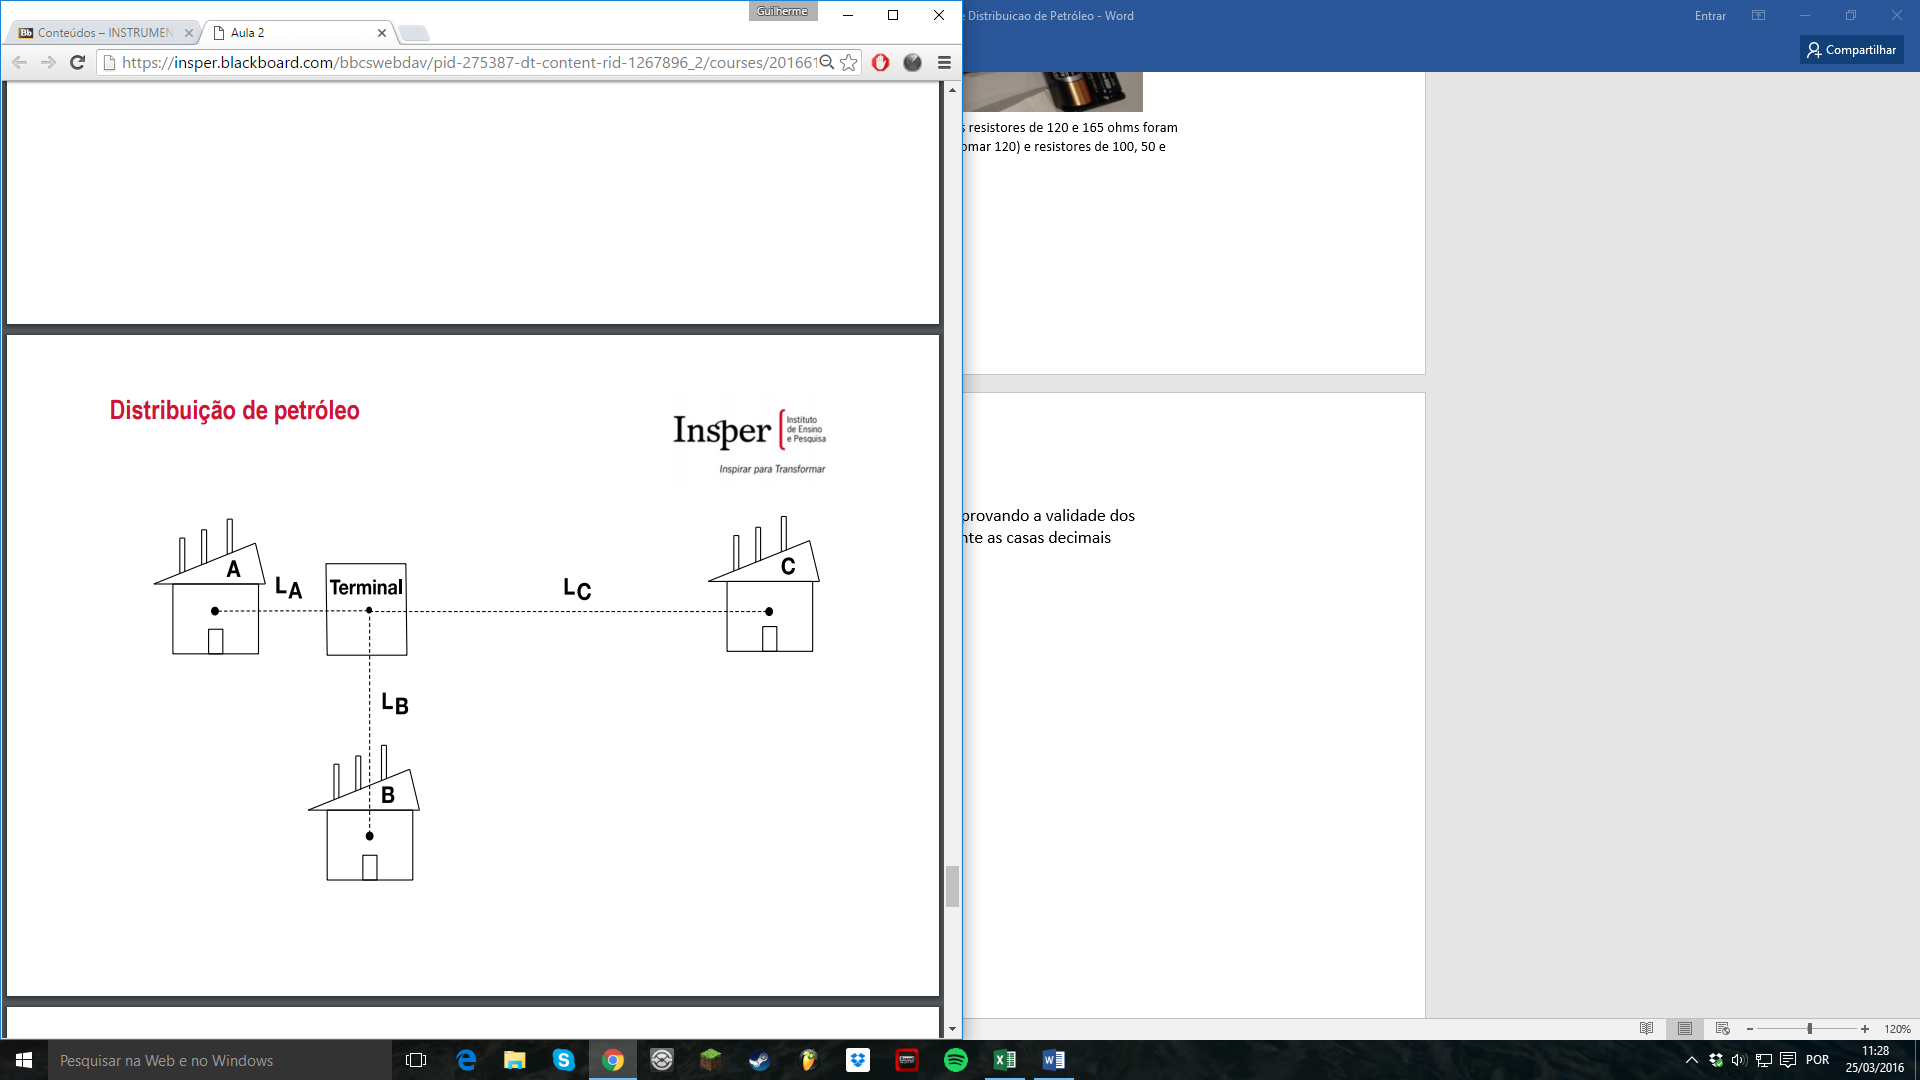 Guilherme
Conteúdos – INSTRUMEN
Aula 2
https://insper.blackboard.com/bbcswebdav/pid-275387-dt-content-rid-1267896_2/courses/201661
e Distribuicao de Petróleo - Word
Entrar
Compartilhar
s resistores de 120 e 165 ohms foram
omar 120) e resistores de 100, 50 e
Distribuição de petróleo
Insper
Instituto
de Ensino
e Pesquisa
Inspirar para Transformar
A
LA
Terminal
LC
C
LB
B
provando a validade dos
nte as casas decimais
120%
Pesquisar na Web e no Windows
POR
11:28
25/03/2016